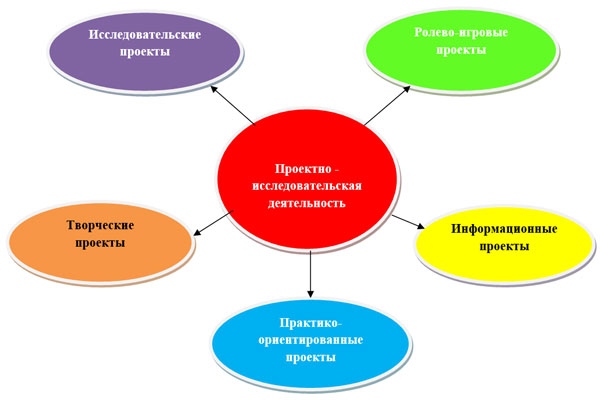 Исследовательские
проекты
Ролево-игровые
проекты
Проектно -
исследовательская
деятельность
Творческие
проекты
Информационные
проекты
Практико-
ориентированные
проекты